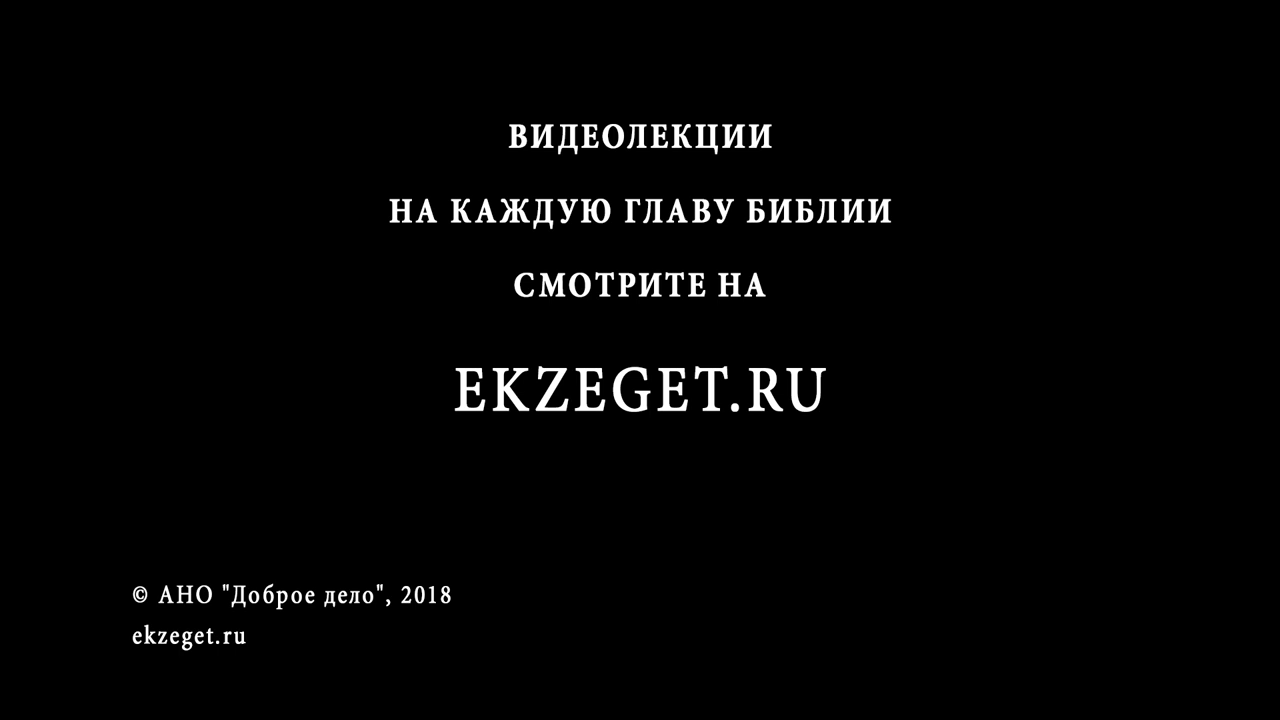 ВИДЕОЛЕКЦИИ
НА КАЖДУЮ ГЛАВУ БИБЛИИ
СМОТРИТЕ НА
EKZEGET.RU
© АНО "Доброе дело", 2018
ekzeget.ru